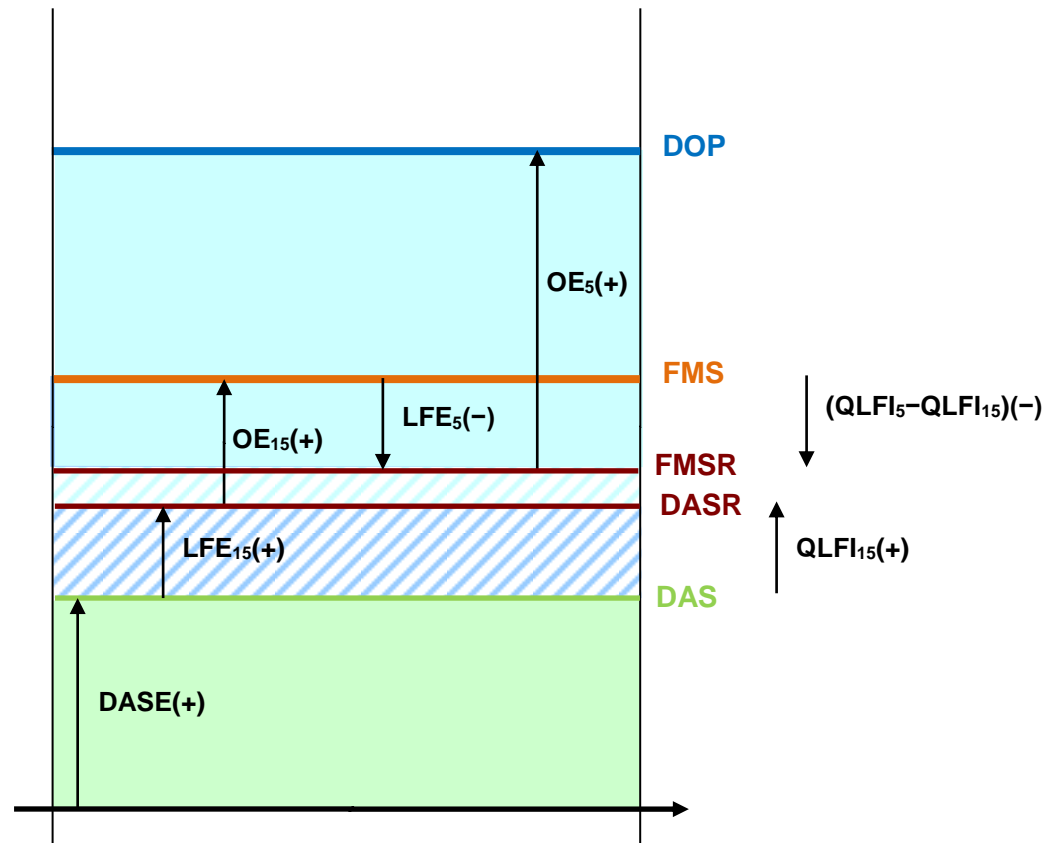 DOP
OE₅(+)
FMS
(QLFI₅−QLFI₁₅)(−)
LFE₅(−)
OE₁₅(+)
FMSR
DASR
LFE₁₅(+)
QLFI₁₅(+)
DAS
DASE(+)